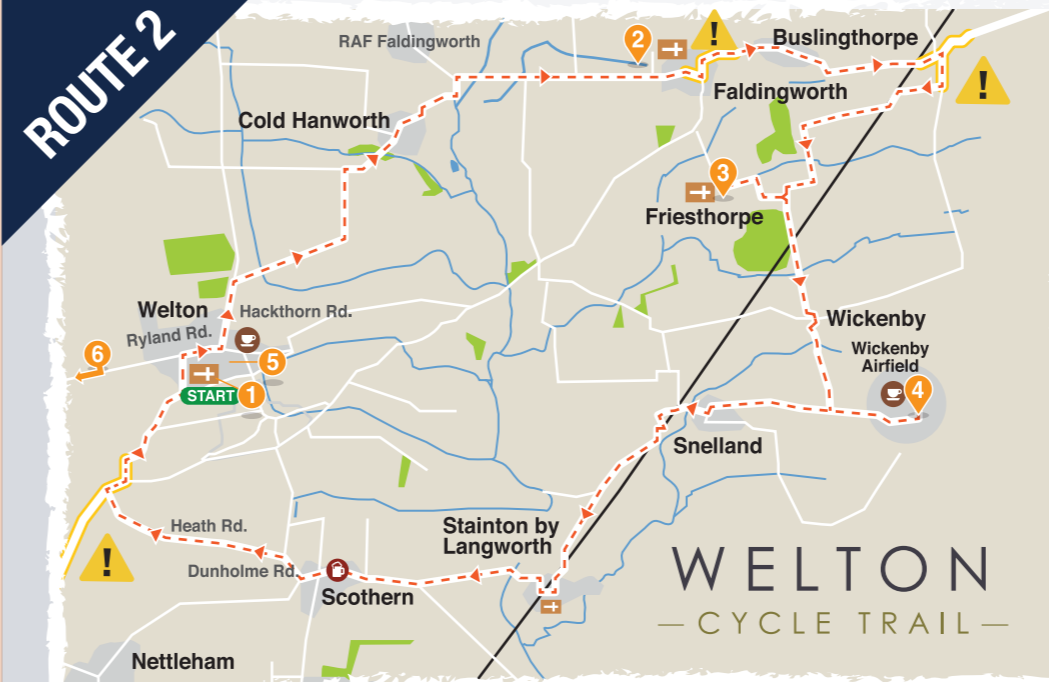 ROUTE 2
RAF Faldingworth
2
!
Buslingthorpe
!
Faldingworth
Cold Hanworth
3
Friesthorpe
Welton
Hackthorn Rd.
Ryland Rd.
6
5
START
1
Wickenby
Wickenby
Airfield
4
Snelland
Heath Rd.
Stainton by
Langworth
!
Dunholme Rd.
Scothern
Nettleham
WELTON
— CYCLE TRAIL —